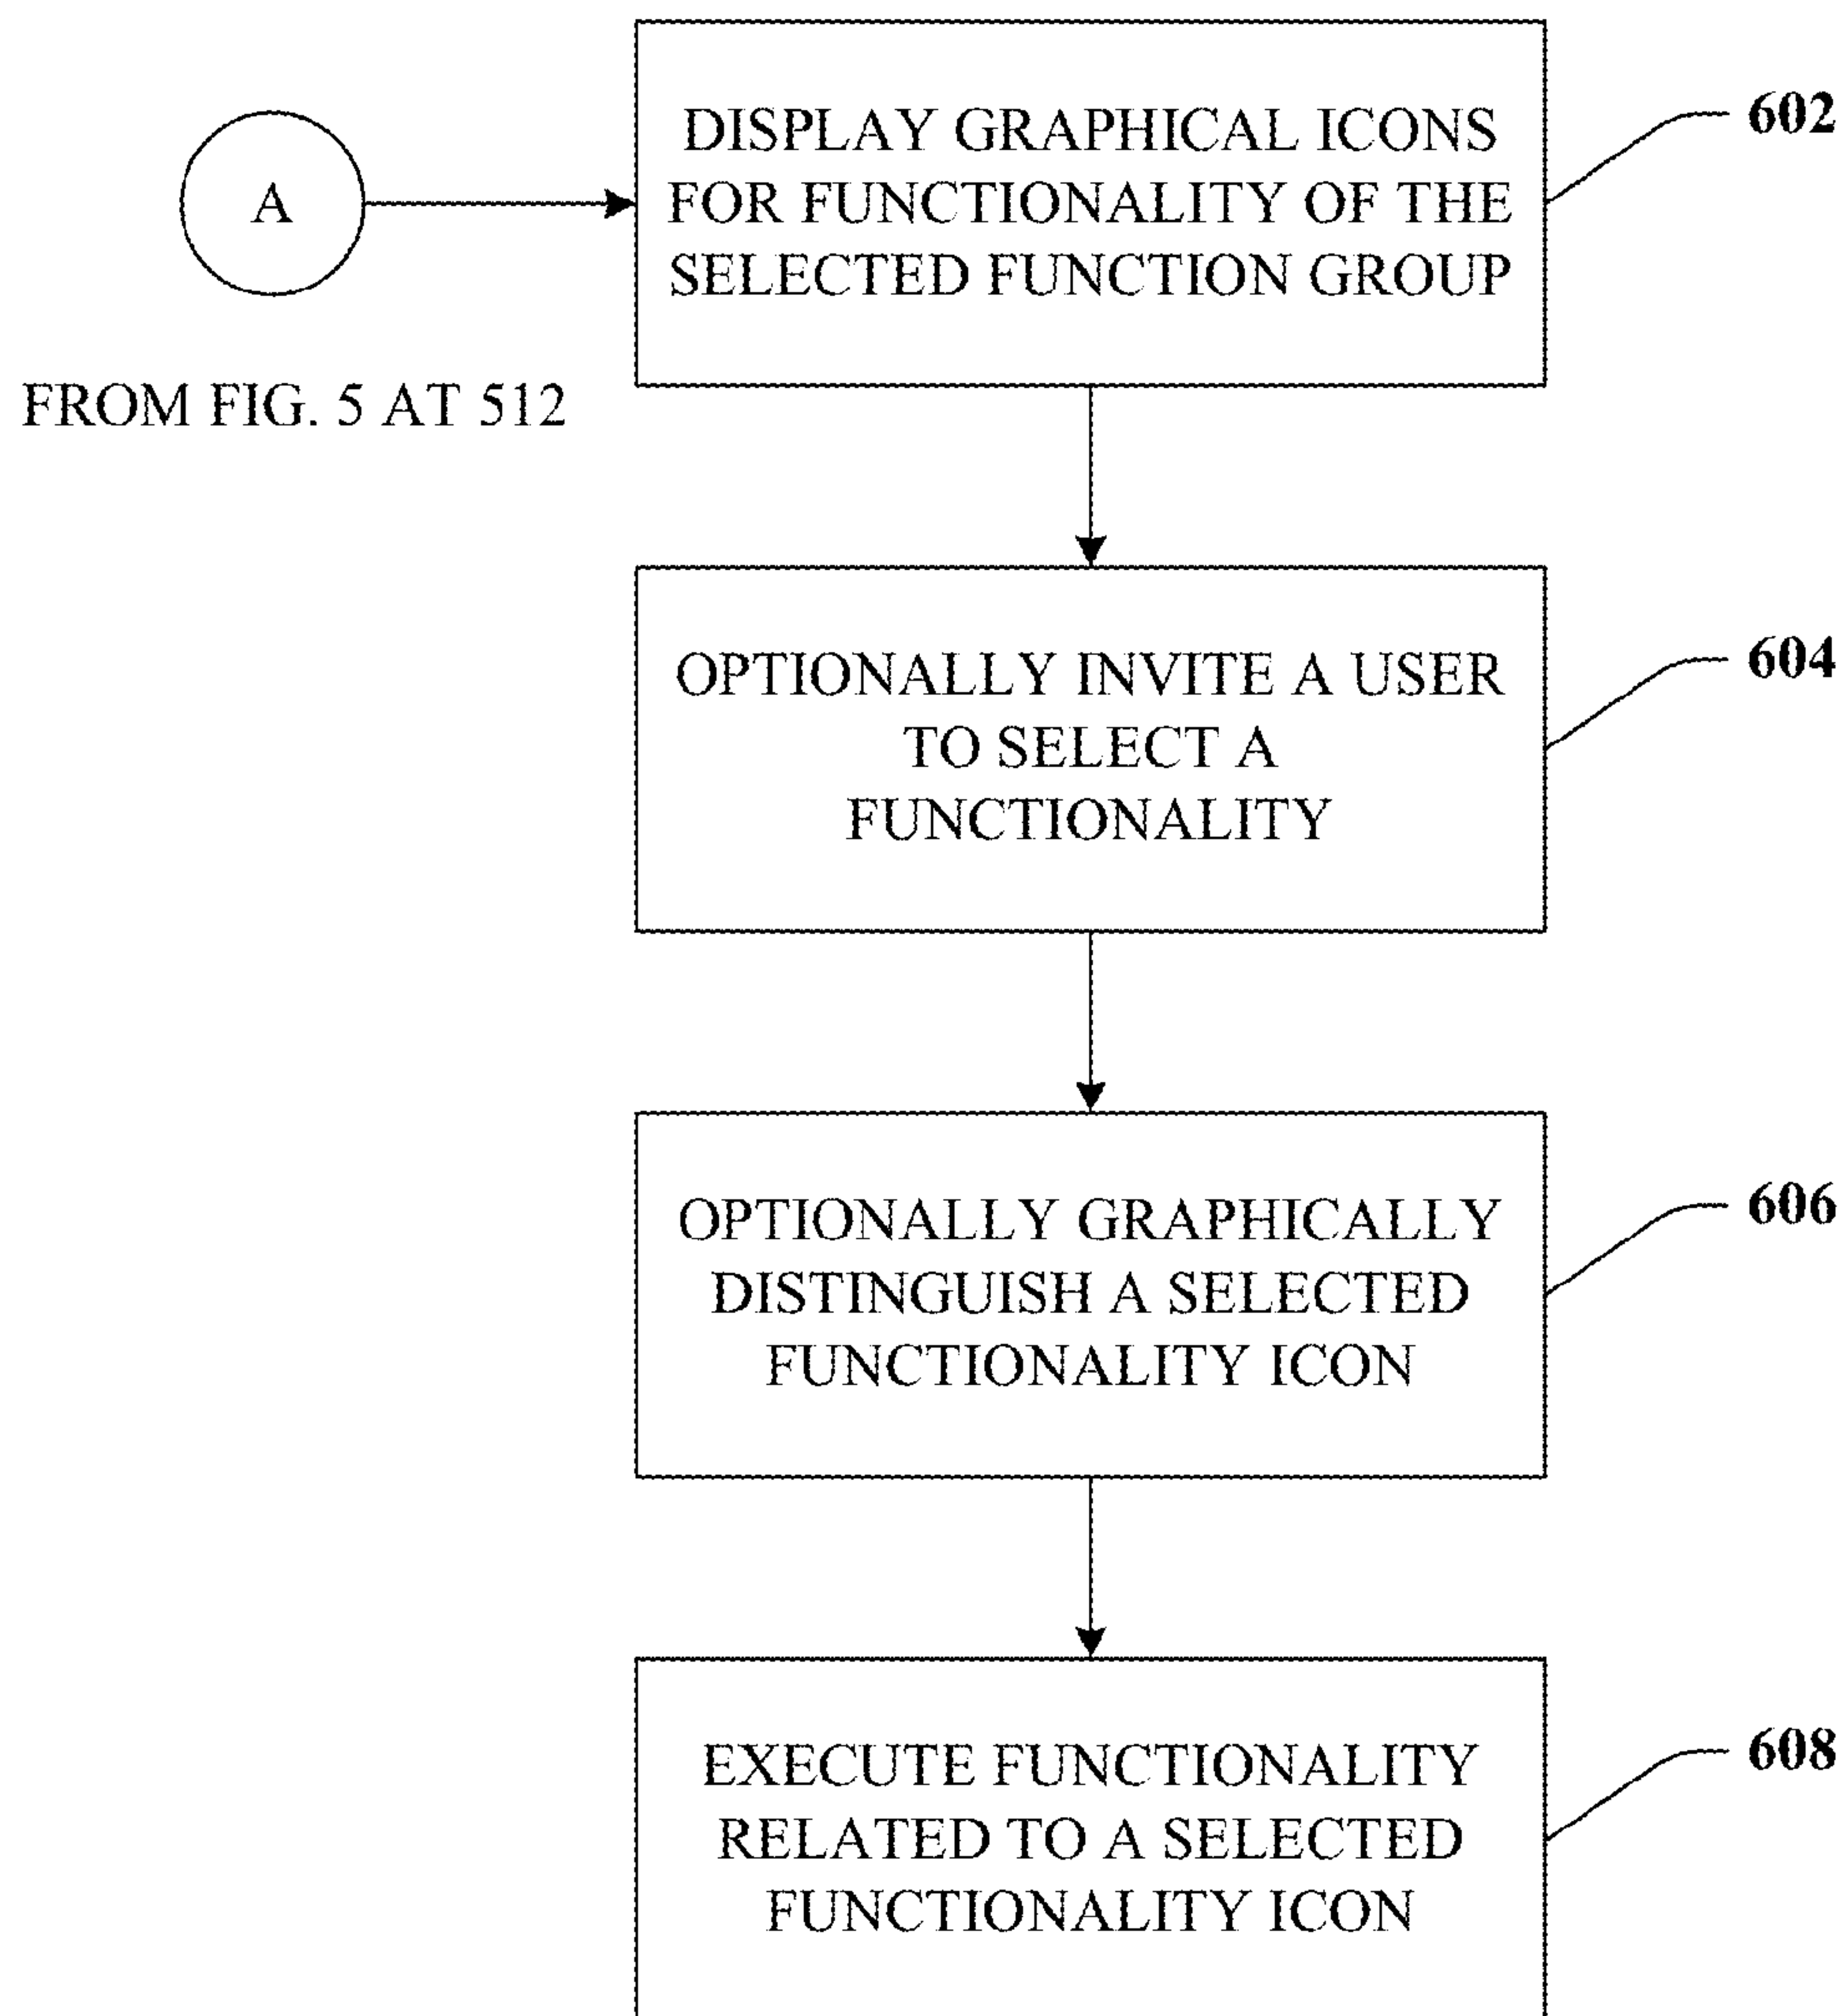 A
FROM FIG. 5 AT 512
DISPLAY GRAPHICAL ICONS
FOR FUNCTIONALITY OF THE
SELECTED FUNCTION GROUP
602
OPTIONALLY INVITE A USER
TO SELECT A
FUNCTIONALITY
604
OPTIONALLY GRAPHICALLY
DISTINGUISH A SELECTED
FUNCTIONALITY ICON
606
EXECUTE FUNCTIONALITY
RELATED TO A SELECTED
FUNCTIONALITY ICON
608